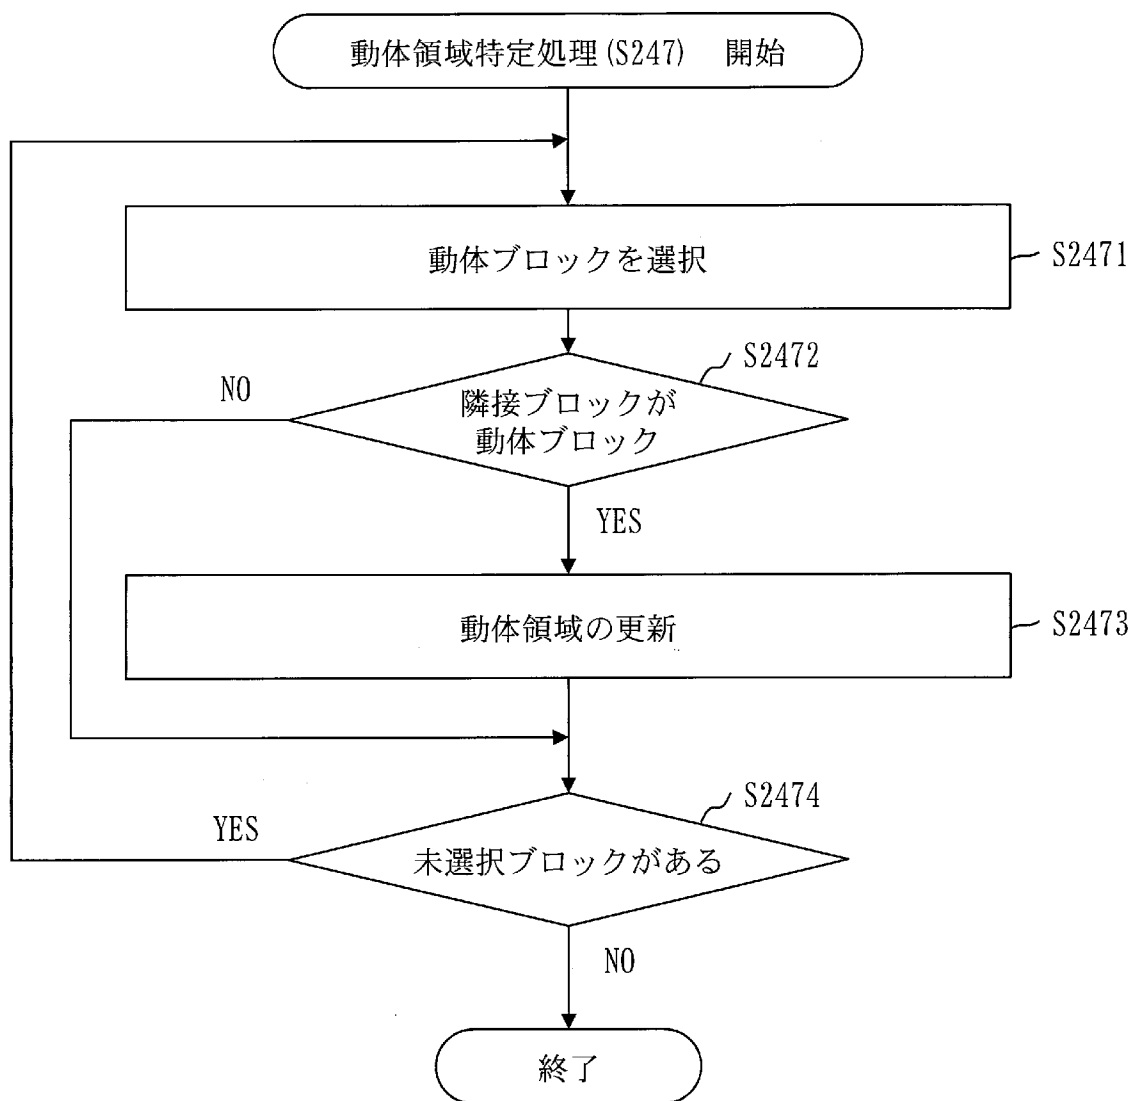 動体領域特定処理(S247) 開始
動体ブロックを選択
S2471
S2472
NO
隣接ブロックが
動体ブロック
YES
動体領域の更新
S2473
S2474
YES
未選択ブロックがある
NO
終了